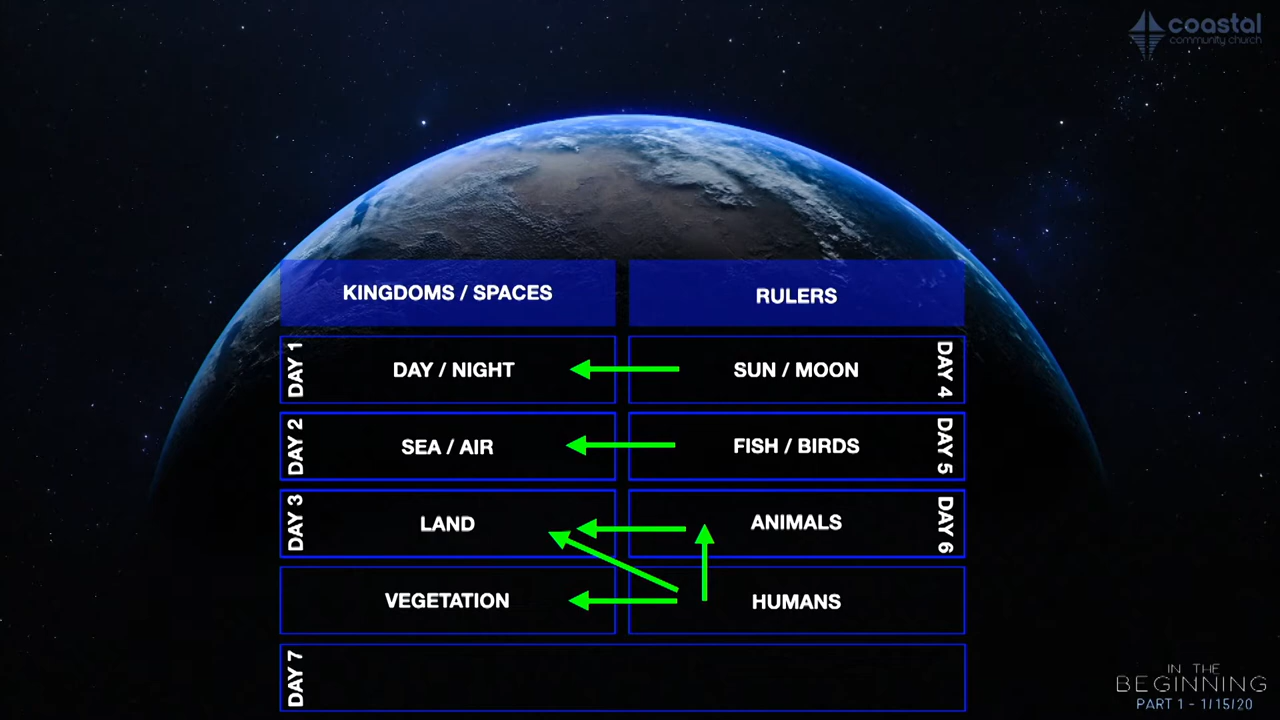 coastal
community church
KINGDOMS / SPACES
RULERS
DAY 1
DAY / NIGHT
SUN / MOON
DAY 4
DAY 2
SEA / AIR
FISH / BIRDS
DAY 5
DAY 3
LAND
ANIMALS
DAY 6
VEGETATION
HUMANS
DAY 7
IN THE
BEGINNING
PART 1 - 1/15/20